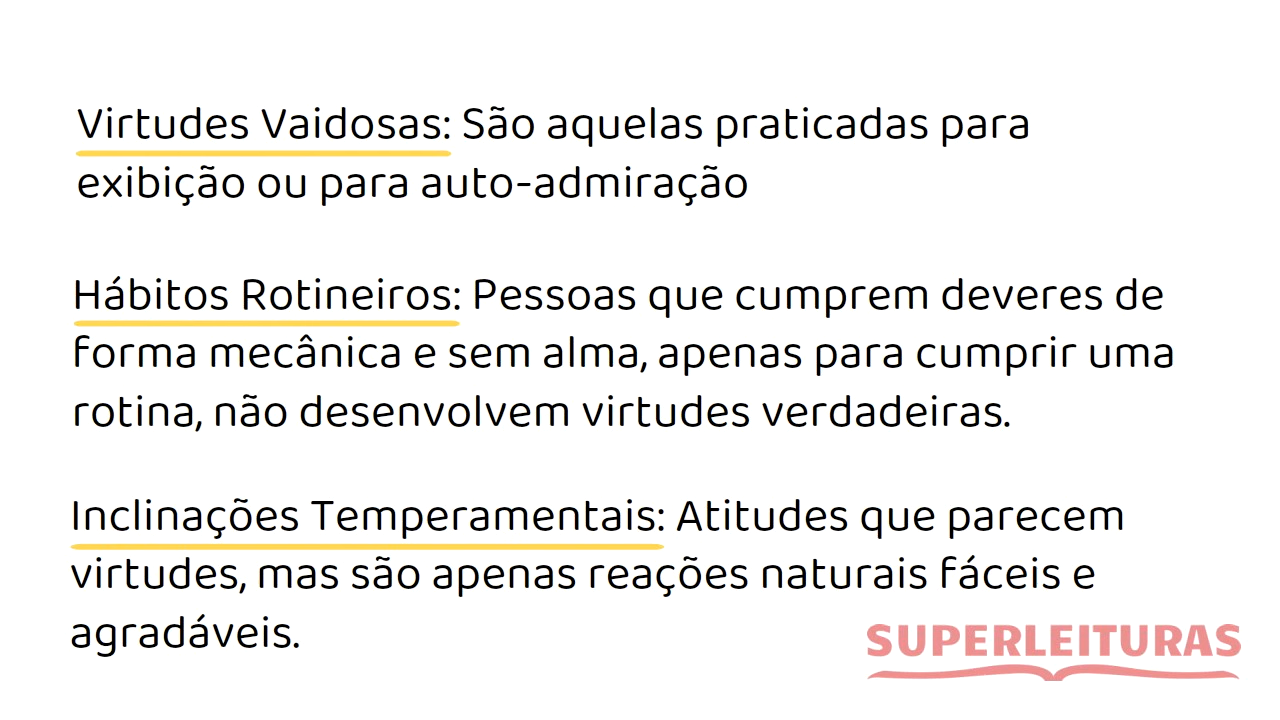 Virtudes Vaidosas: São aquelas praticadas para
exibição ou para auto-admiração
Hábitos Rotineiros: Pessoas que cumprem deveres de
forma mecânica e sem alma, apenas para cumprir uma
rotina, não desenvolvem virtudes verdadeiras.
Inclinações Temperamentais: Atitudes que parecem
virtudes, mas são apenas reações naturais fáceis e
agradáveis.
SUPERLEITURAS